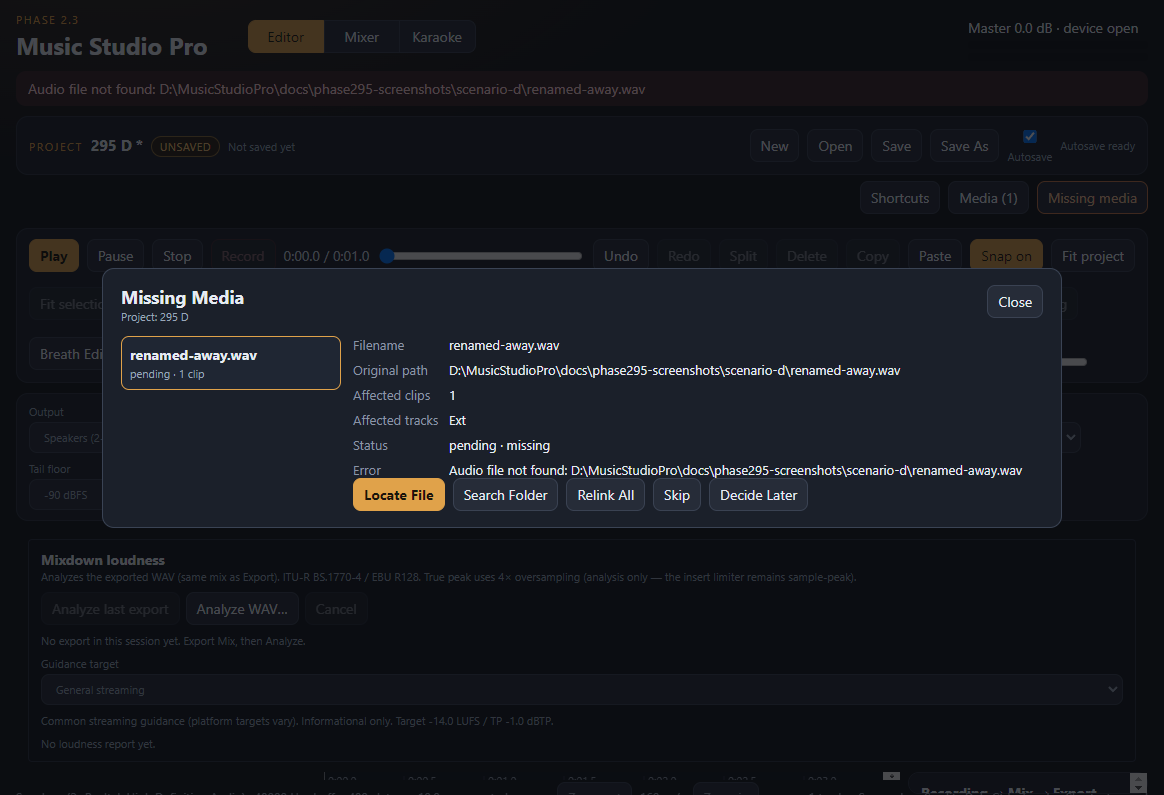 PHASE 2.3
Music Studio Pro
Editor Mixer Karaoke
Master 0.0 dB · device open
Audio file not found: D:\MusicStudioPro\docs\phase295-screenshots\scenario-d\renamed-away.wav
PROJECT 295 D * UNSAVED Not saved yet
New Open Save Save As Autosave Autosave ready
Shortcuts Media (1) Missing media
Play Pause Stop Record 0:00.0 / 0:01.0 Undo Redo Split Delete Copy Paste Snap on Fit project
Fit selectio
Breath Edi
Output
Speakers (2-
Tail floor
-90 dBFS
Missing Media
Project: 295 D
Close
renamed-away.wav
pending · 1 clip
Filename renamed-away.wav
Original path D:\MusicStudioPro\docs\phase295-screenshots\scenario-d\renamed-away.wav
Affected clips 1
Affected tracks Ext
Status pending · missing
Error Audio file not found: D:\MusicStudioPro\docs\phase295-screenshots\scenario-d\renamed-away.wav
Locate File Search Folder Relink All Skip Decide Later
Mixdown loudness
Analyzes the exported WAV (same mix as Export). ITU-R BS.1770-4 / EBU R128. True peak uses 4× oversampling (analysis only — the insert limiter remains sample-peak).
Analyze last export Analyze WAV... Cancel
No export in this session yet. Export Mix, then Analyze.
Guidance target
General streaming
Common streaming guidance (platform targets vary). Informational only. Target -14.0 LUFS / TP -1.0 dBTP.
No loudness report yet.